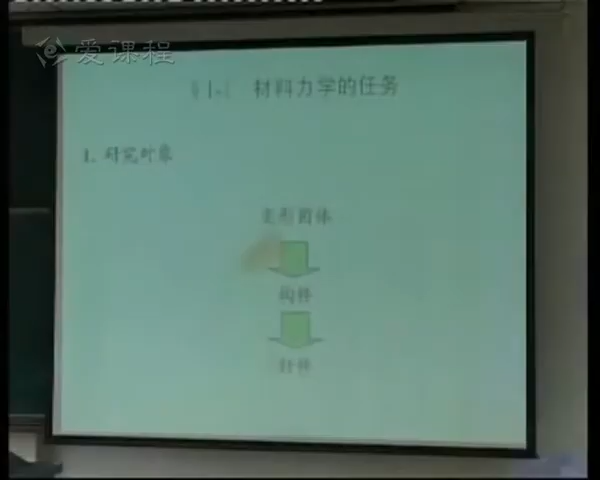 爱课程
§1-1 材料力学的任务
1. 研究对象
变形固体
构件
杆件